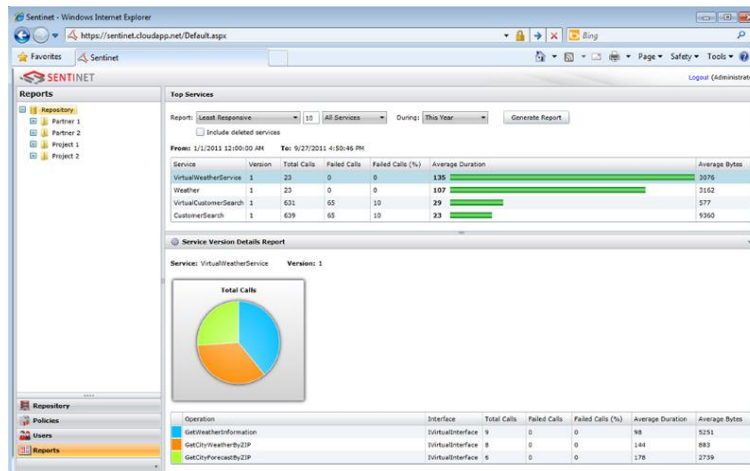 Sentinet - Windows Internet Explorer
https://sentinet.cloudapp.net/Default.aspx
Bing
Favorites Sentinet
Page Safety Tools
SENTINET
Logout (Administrat
Reports
Repository
Partner 1
Partner 2
Project 1
Project 2
Repository
Policies
Users
Reports
Top Services
Report: Least Responsive 10 All Services During: This Year Generate Report
Include deleted services
From: 1/1/2011 12:00:00 AM To: 9/27/2011 4:50:46 PM
Service Version Total Calls Failed Calls Failed Calls (%) Average Duration Average Bytes
VirtualWeatherService 1 23 0 0 135 3076
Weather 1 23 0 0 107 3162
VirtualCustomerSearch 1 631 65 10 29 577
CustomerSearch 1 639 65 10 23 9360
Service Version Details Report
Service: VirtualWeatherService Version: 1
Total Calls
Operation Interface Total Calls Failed Calls Failed Calls (%) Average Duration Average Bytes
GetWeatherInformation IVirtualInterface 9 0 0 98 5251
GetCityWeatherByZIP IVirtualInterface 8 0 0 144 883
GetCityForecastByZIP IVirtualInterface 6 0 0 178 2739